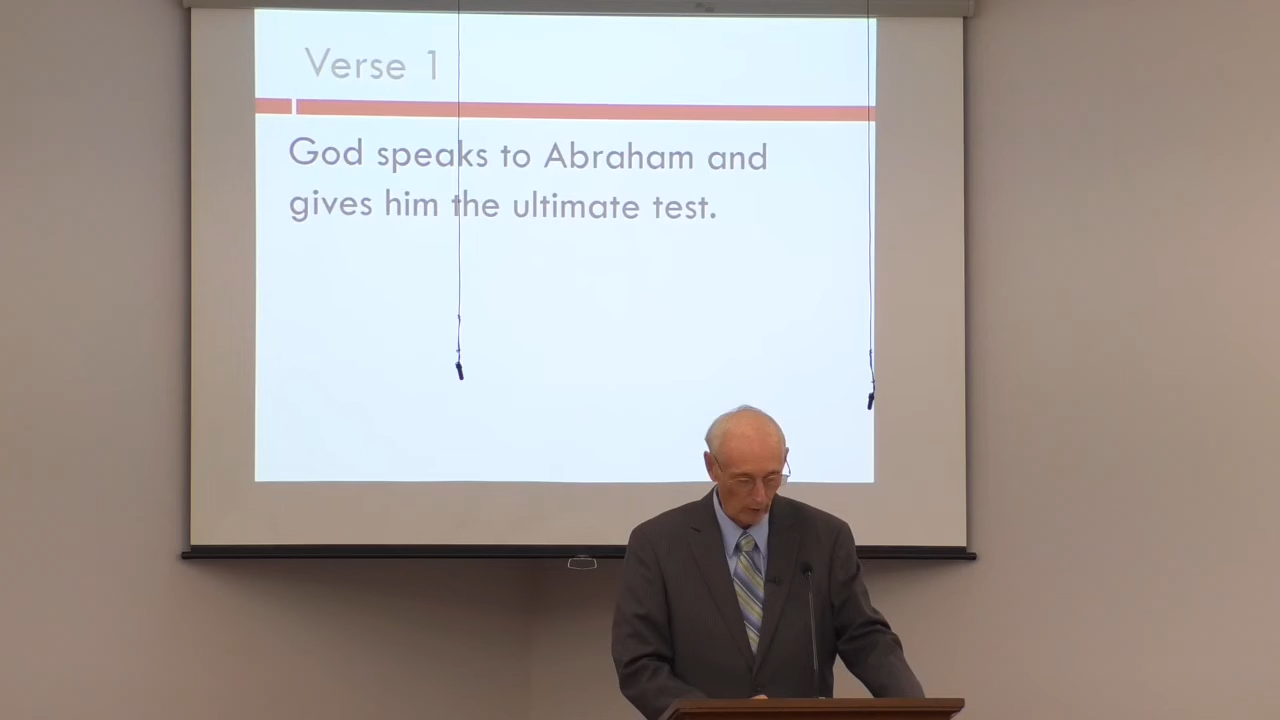 Verse 1
God speaks to Abraham and
gives him the ultimate test.